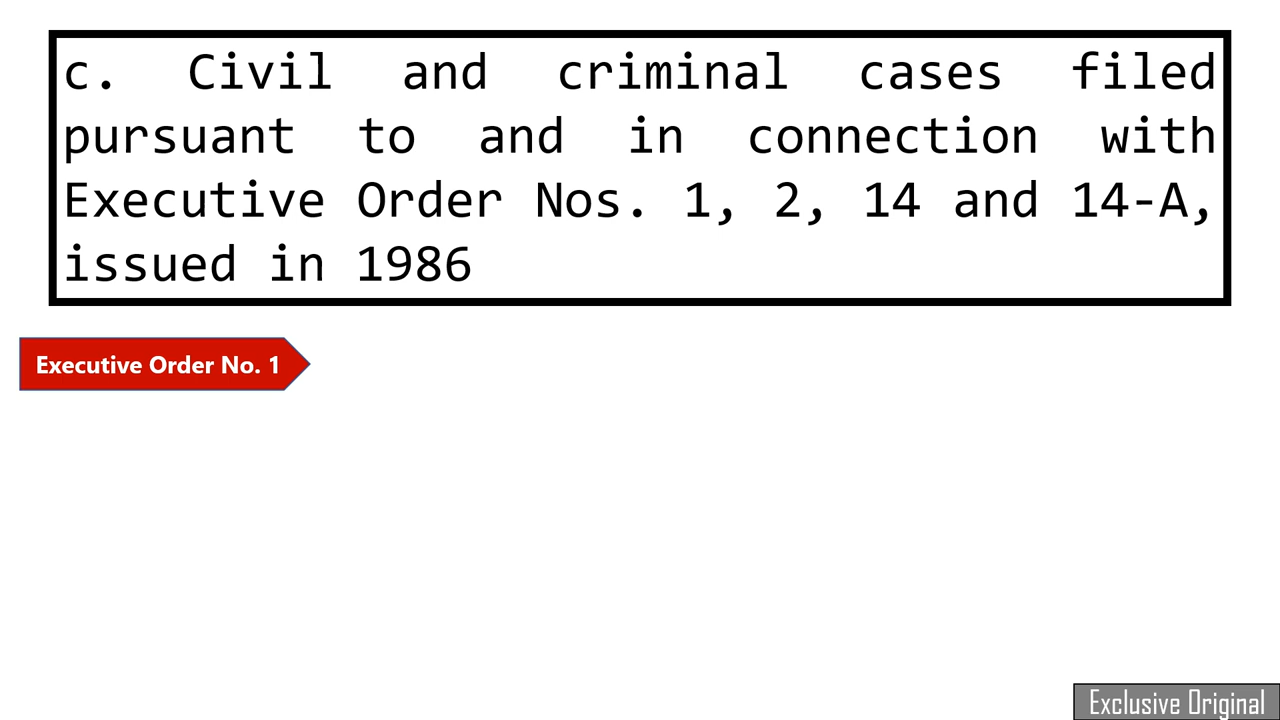 c. Civil and criminal cases filed
pursuant to and in connection with
Executive Order Nos. 1, 2, 14 and 14-A,
issued in 1986
Executive Order No. 1
Exclusive Original